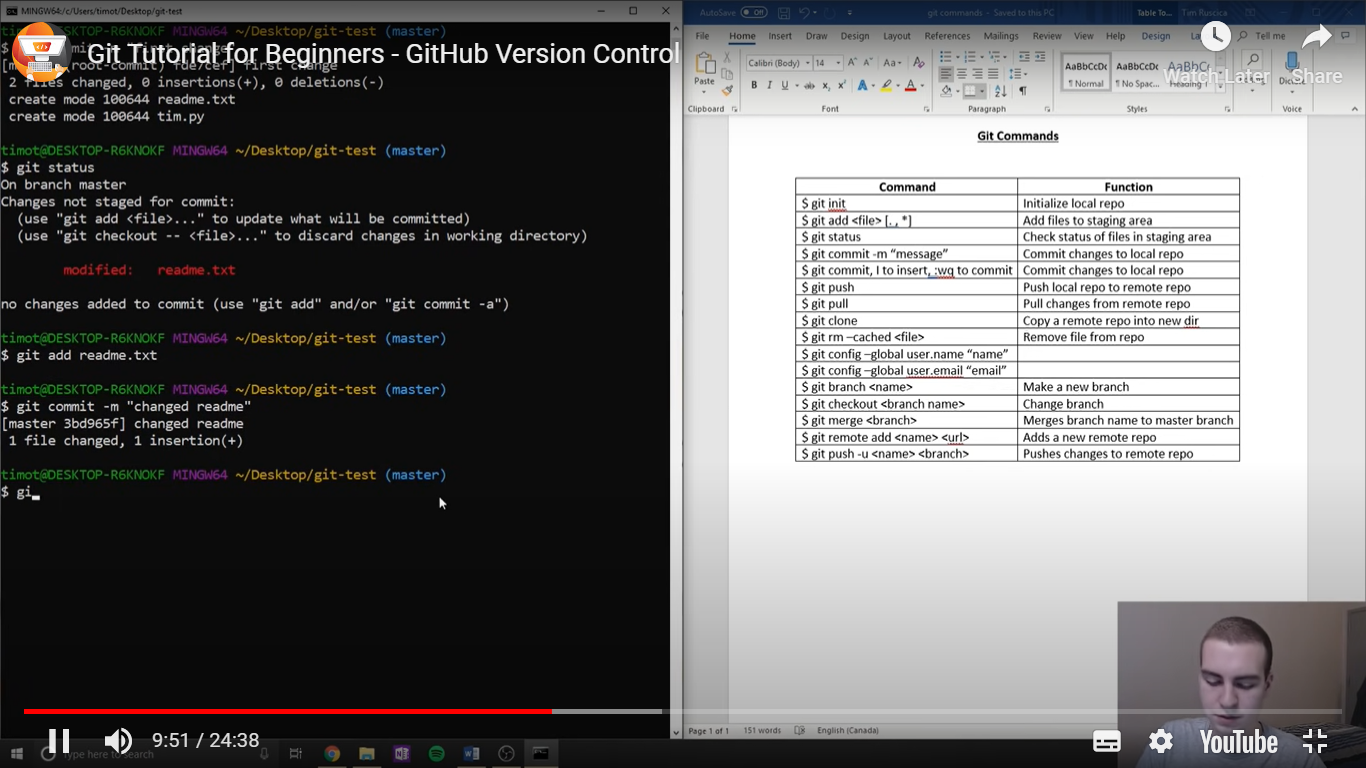 MINGW64:/c/Users/timot/Desktop/git-test
Git Tutorial for Beginners - GitHub Version Control
timot@DESKTOP-R6KNOKF MINGW64 ~/Desktop/git-test (master)
first change
2 files changed, 0 insertions(+), 0 deletions(-)
create mode 100644 readme.txt
create mode 100644 tim.py
timot@DESKTOP-R6KNOKF MINGW64 ~/Desktop/git-test (master)
$ git status
On branch master
Changes not staged for commit:
(use "git add <file>..." to update what will be committed)
(use "git checkout -- <file>..." to discard changes in working directory)
modified: readme.txt
no changes added to commit (use "git add" and/or "git commit -a")
timot@DESKTOP-R6KNOKF MINGW64 ~/Desktop/git-test (master)
$ git add readme.txt
timot@DESKTOP-R6KNOKF MINGW64 ~/Desktop/git-test (master)
$ git commit -m "changed readme"
[master 3bd965f] changed readme
1 file changed, 1 insertion(+)
timot@DESKTOP-R6KNOKF MINGW64 ~/Desktop/git-test (master)
$ gi
AutoSave Off git commands - Saved to this PC Table To... Tim Ruscica
File Home Insert Draw Design Layout References Mailings Review View Help Design Tell me
Watch Later Share
Paste Calibri (Body) 14 AaBbCcDc AaBbCcDc AaBbCc
¶ Normal ¶ No Spac... Heading 1
Clipboard Font Paragraph Styles Voice
Git Commands
Command Function
$ git init Initialize local repo
$ git add <file> [. , *] Add files to staging area
$ git status Check status of files in staging area
$ git commit -m “message” Commit changes to local repo
$ git commit, I to insert, :wq to commit Commit changes to local repo
$ git push Push local repo to remote repo
$ git pull Pull changes from remote repo
$ git clone Copy a remote repo into new dir
$ git rm –cached <file> Remove file from repo
$ git config –global user.name “name”
$ git config –global user.email “email”
$ git branch <name> Make a new branch
$ git checkout <branch name> Change branch
$ git merge <branch> Merges branch name to master branch
$ git remote add <name> <url> Adds a new remote repo
$ git push -u <name> <branch> Pushes changes to remote repo
Page 1 of 1 151 words English (Canada)
9:51 / 24:38
YouTube
Type here to search